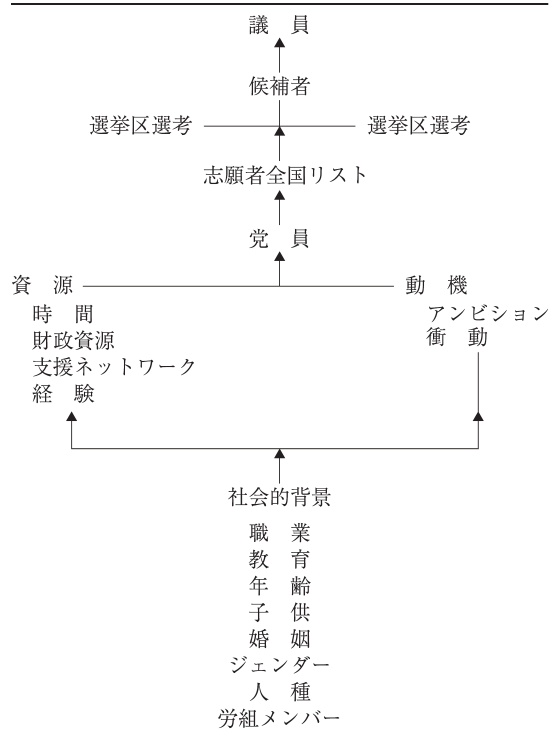 議　員
候補者
選挙区選考　選挙区選考
志願者全国リスト
党　員
資　源　動　機
時　間　アンビション
財政資源　衝　動
支援ネットワーク
経　験
社会的背景
職　業
教　育
年　齢
子　供
婚　姻
ジェンダー
人　種
労組メンバー